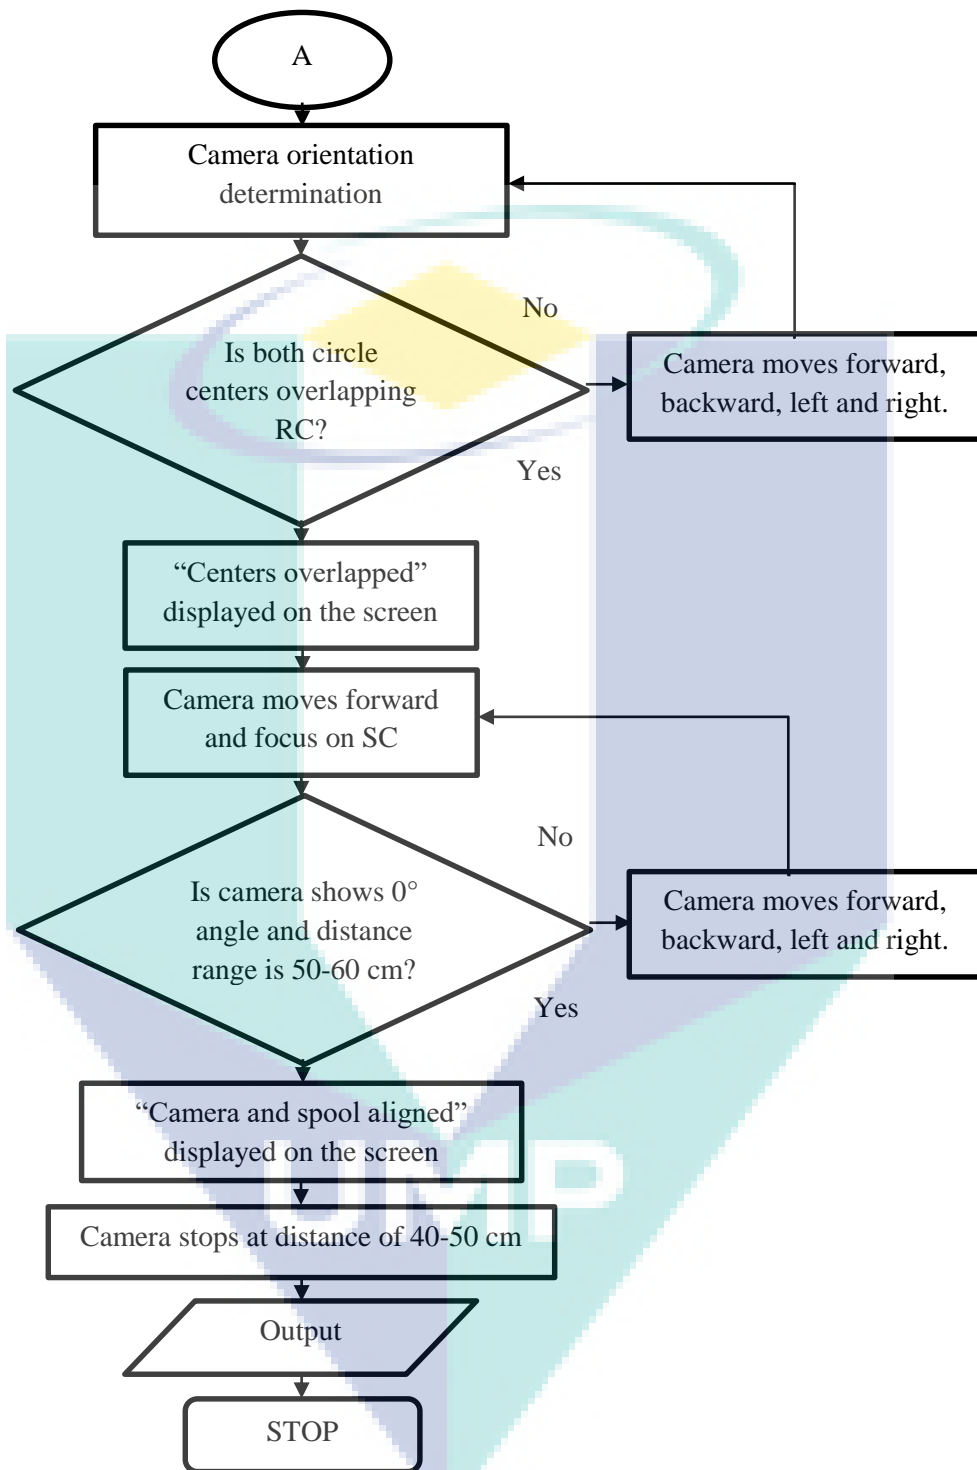 A
Camera orientation
determination
No
Is both circle
centers overlapping
RC?
Camera moves forward,
backward, left and right.
Yes
“Centers overlapped”
displayed on the screen
Camera moves forward
and focus on SC
No
Is camera shows 0°
angle and distance
range is 50-60 cm?
Camera moves forward,
backward, left and right.
Yes
“Camera and spool aligned”
displayed on the screen
UMP
Camera stops at distance of 40-50 cm
Output
STOP